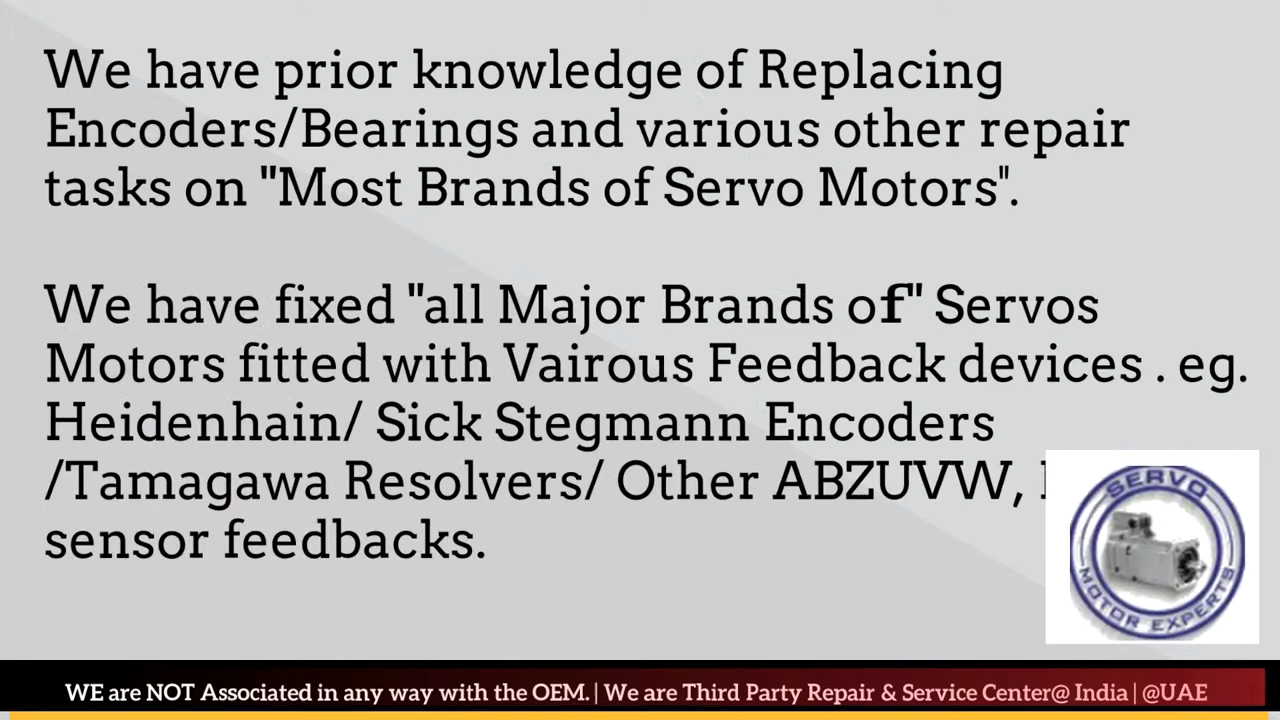 We have prior knowledge of Replacing
Encoders/Bearings and various other repair
tasks on "Most Brands of Servo Motors".
We have fixed "all Major Brands of" Servos
Motors fitted with Vairous Feedback devices . eg.
Heidenhain/ Sick Stegmann Encoders
/Tamagawa Resolvers/ Other ABZUVW,
sensor feedbacks.
SERVO
MOTOR EXPERTS
WE are NOT Associated in any way with the OEM. | We are Third Party Repair & Service Center@ India | @UAE